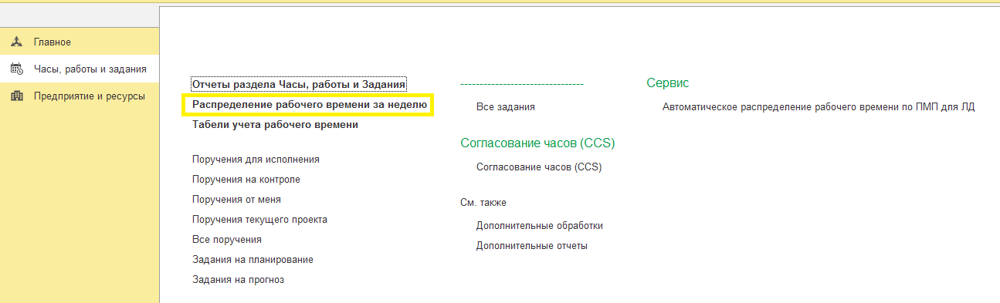 Главное
Часы, работы и задания
Предприятие и ресурсы
Отчеты раздела Часы, работы и Задания
Распределение рабочего времени за неделю
Табели учета рабочего времени
Поручения для исполнения
Поручения на контроле
Поручения от меня
Поручения текущего проекта
Все поручения
Задания на планирование
Задания на прогноз
--------------------------------
Все задания
Согласование часов (CCS)
Согласование часов (CCS)
См. также
Дополнительные обработки
Дополнительные отчеты
Сервис
Автоматическое распределение рабочего времени по ПМП для ЛД